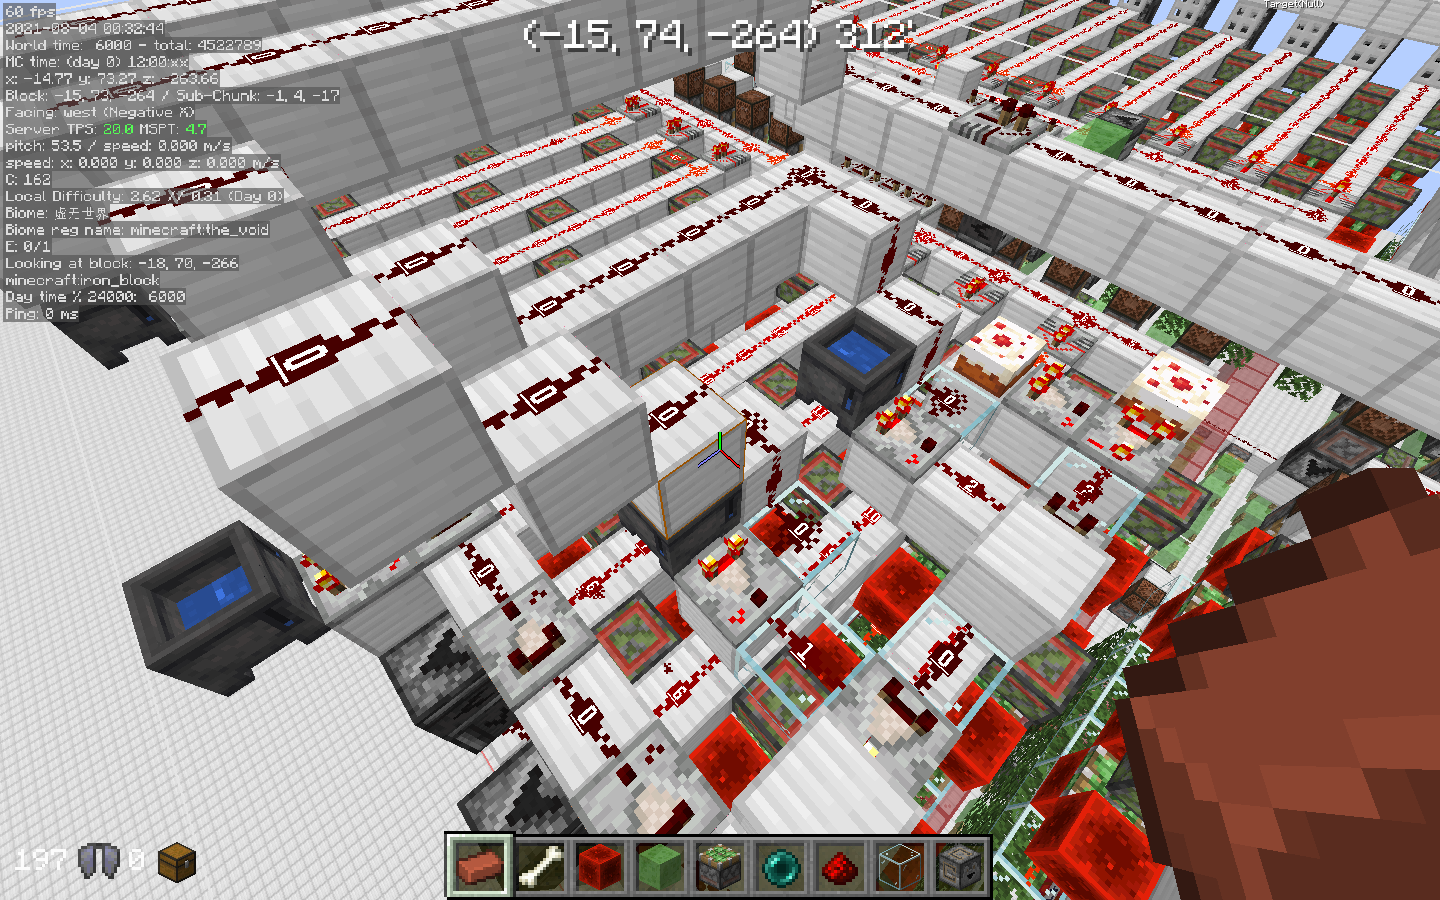 60 fps
2021-08-04 00:32:44
World time: 6000 - total: 4522789
MC time: (day 0) 12:00:xx
x: -14.77 y: 73.27 z: -263.66
Block: -15, 73, -264 / Sub-Chunk: -1, 4, -17
Facing: west (Negative X)
Server TPS: 20.0 MSPT: 4.7
pitch: 53.5 / speed: 0.000 m/s
speed: x: 0.000 y: 0.000 z: 0.000 m/s
C: 162
Local Difficulty: 2.62 // 0.31 (Day 0)
Biome: 虚无世界
Biome reg name: minecraft:the_void
E: 0/1
Looking at block: -18, 70, -266
minecraft:iron_block
Day time % 24000: 6000
Ping: 0 ms
(-15, 74, -264) 312°
Target(Null)
197
0